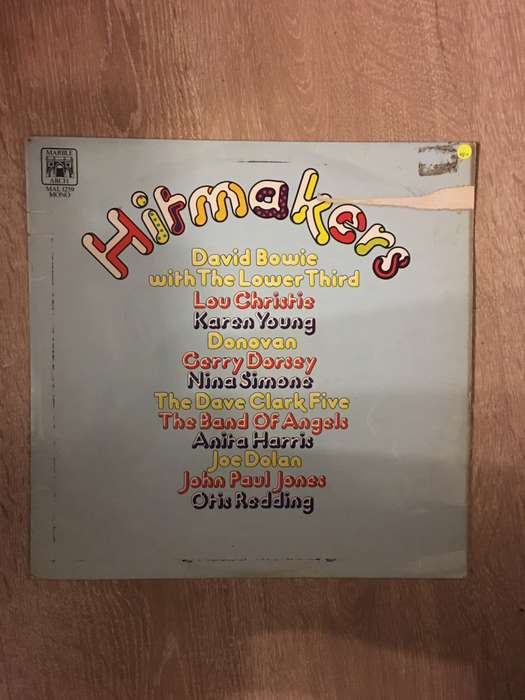 MARBLE
ARCH
MAL 1259
MONO
Hitmakers
David Bowie
with The Lower Third
Lou Christie
Karen Young
Donovan
Gerry Dorsey
Nina Simone
The Dave Clark Five
The Band Of Angels
Anita Harris
Joe Dolan
John Paul Jones
Otis Redding